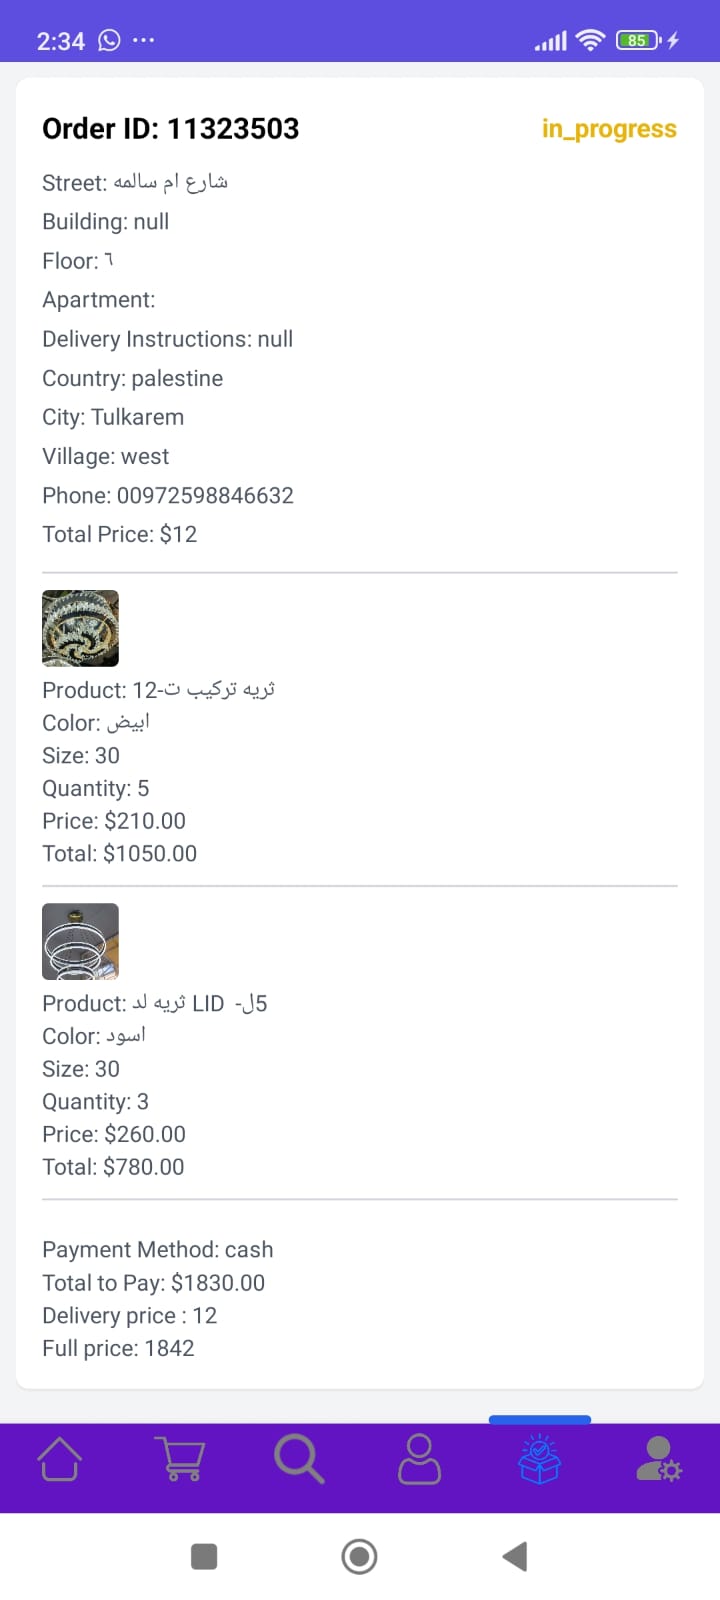 2:34
85
Order ID: 11323503
in_progress
Street: شارع ام سالمه
Building: null
Floor: ٦
Apartment:
Delivery Instructions: null
Country: palestine
City: Tulkarem
Village: west
Phone: 00972598846632
Total Price: $12
Product: ثريه تركيب ت-12
Color: ابيض
Size: 30
Quantity: 5
Price: $210.00
Total: $1050.00
Product: ثريه لد LID -ل5
Color: اسود
Size: 30
Quantity: 3
Price: $260.00
Total: $780.00
Payment Method: cash
Total to Pay: $1830.00
Delivery price : 12
Full price: 1842